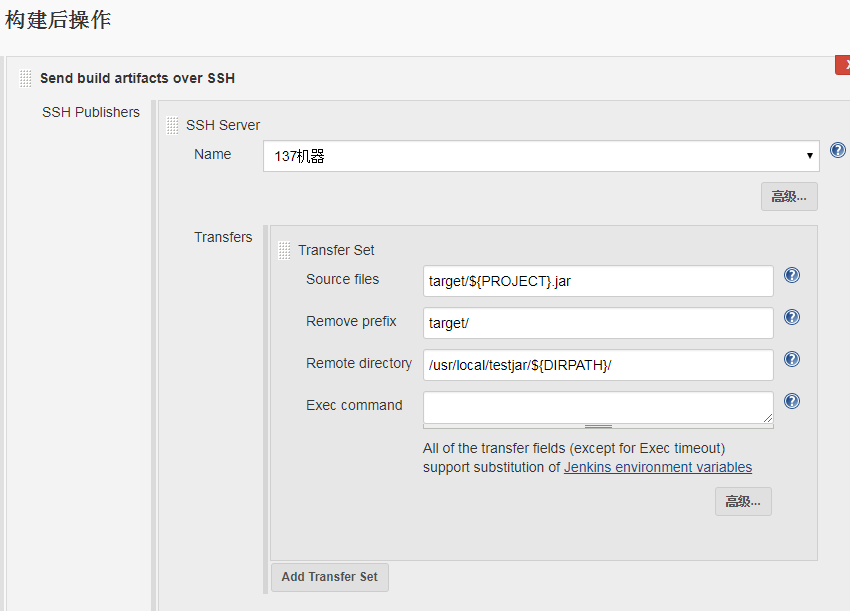 构建后操作
Send build artifacts over SSH
SSH Publishers
SSH Server
Name
137机器
高级...
Transfers
Transfer Set
Source files
target/${PROJECT}.jar
Remove prefix
target/
Remote directory
/usr/local/testjar/${DIRPATH}/
Exec command
All of the transfer fields (except for Exec timeout)
support substitution of Jenkins environment variables
高级...
Add Transfer Set